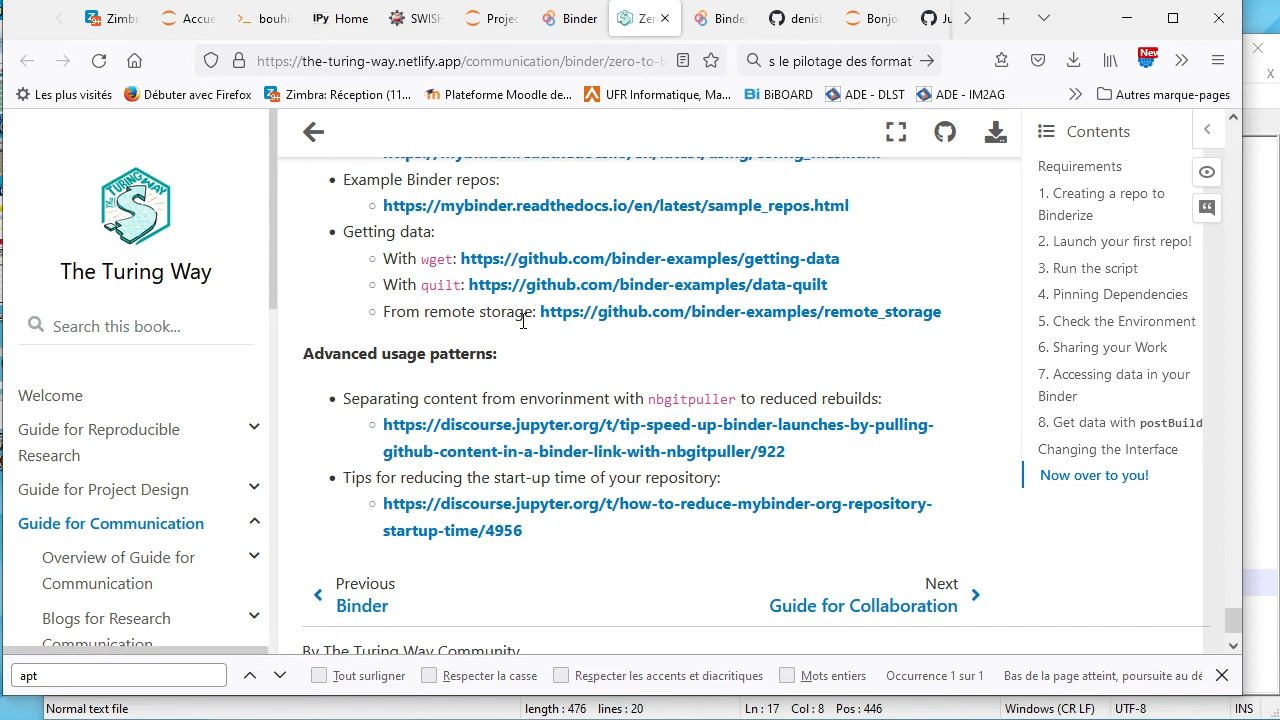 Zimbr
Accue
bouhi
IPy Home
SWISH
Projec
Binder
Zer
Binde
denist
Bonjo
Ju
https://the-turing-way.netlify.app/communication/binder/zero-to-b
s le pilotage des format
New
Les plus visités
Débuter avec Firefox
Zimbra: Réception (11...
Plateforme Moodle de...
UFR Informatique, Ma...
Bi BiBOARD
ADE - DLST
ADE - IM2AG
Autres marque-pages
THE TURING WAY
The Turing Way
Search this book...
Welcome
Guide for Reproducible
Research
Guide for Project Design
Guide for Communication
Overview of Guide for
Communication
Blogs for Research
Communication
• Example Binder repos:
https://mybinder.readthedocs.io/en/latest/sample_repos.html
• Getting data:
With wget: https://github.com/binder-examples/getting-data
With quilt: https://github.com/binder-examples/data-quilt
From remote storage: https://github.com/binder-examples/remote_storage
Advanced usage patterns:
• Separating content from envorinment with nbgitpuller to reduced rebuilds:
https://discourse.jupyter.org/t/tip-speed-up-binder-launches-by-pulling-
github-content-in-a-binder-link-with-nbgitpuller/922
• Tips for reducing the start-up time of your repository:
https://discourse.jupyter.org/t/how-to-reduce-mybinder-org-repository-
startup-time/4956
Previous
Binder
Next
Guide for Collaboration
By The Turing Way Community
Contents
Requirements
1. Creating a repo to
Binderize
2. Launch your first repo!
3. Run the script
4. Pinning Dependencies
5. Check the Environment
6. Sharing your Work
7. Accessing data in your
Binder
8. Get data with postBuild
Changing the Interface
Now over to you!
apt
Tout surligner
Respecter la casse
Respecter les accents et diacritiques
Mots entiers
Occurrence 1 sur 1
Bas de la page atteint, poursuite au dé
Normal text file
length : 476 lines : 20
Ln : 17 Col : 8 Pos : 446
Windows (CR LF)
UTF-8
INS
X